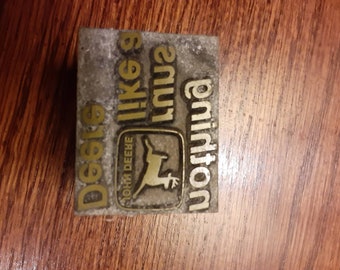 nothing
runs
like a
Deere
JOHN DEERE